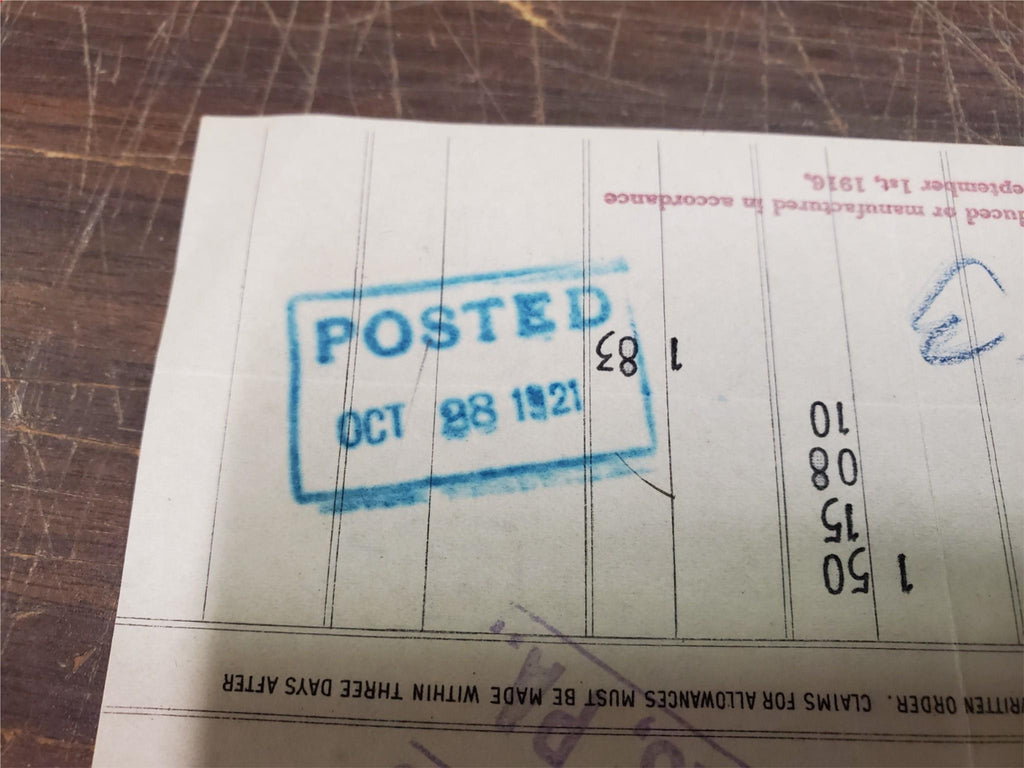 POSTED
OCT 28 1921
RITTEN ORDER. CLAIMS FOR ALLOWANCES MUST BE MADE WITHIN THREE DAYS AFTER
1 50
15
08
10
1 83
duced or manufactured in accordance
eptember 1st, 1916.
PA